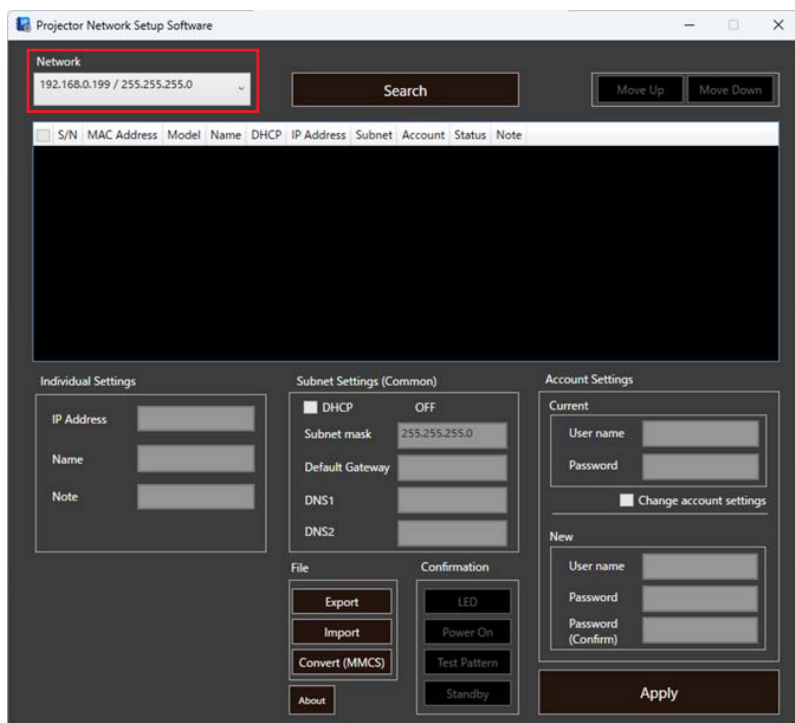 Projector Network Setup Software
Network
192.168.0.199 / 255.255.255.0
Search
Move Up
Move Down
S/N MAC Address Model Name DHCP IP Address Subnet Account Status Note
Individual Settings
IP Address
Name
Note
Subnet Settings (Common)
DHCP OFF
Subnet mask 255.255.255.0
Default Gateway
DNS1
DNS2
Account Settings
Current
User name
Password
Change account settings
New
User name
Password
Password
(Confirm)
File
Export
Import
Convert (MMCS)
About
Confirmation
LED
Power On
Test Pattern
Standby
Apply